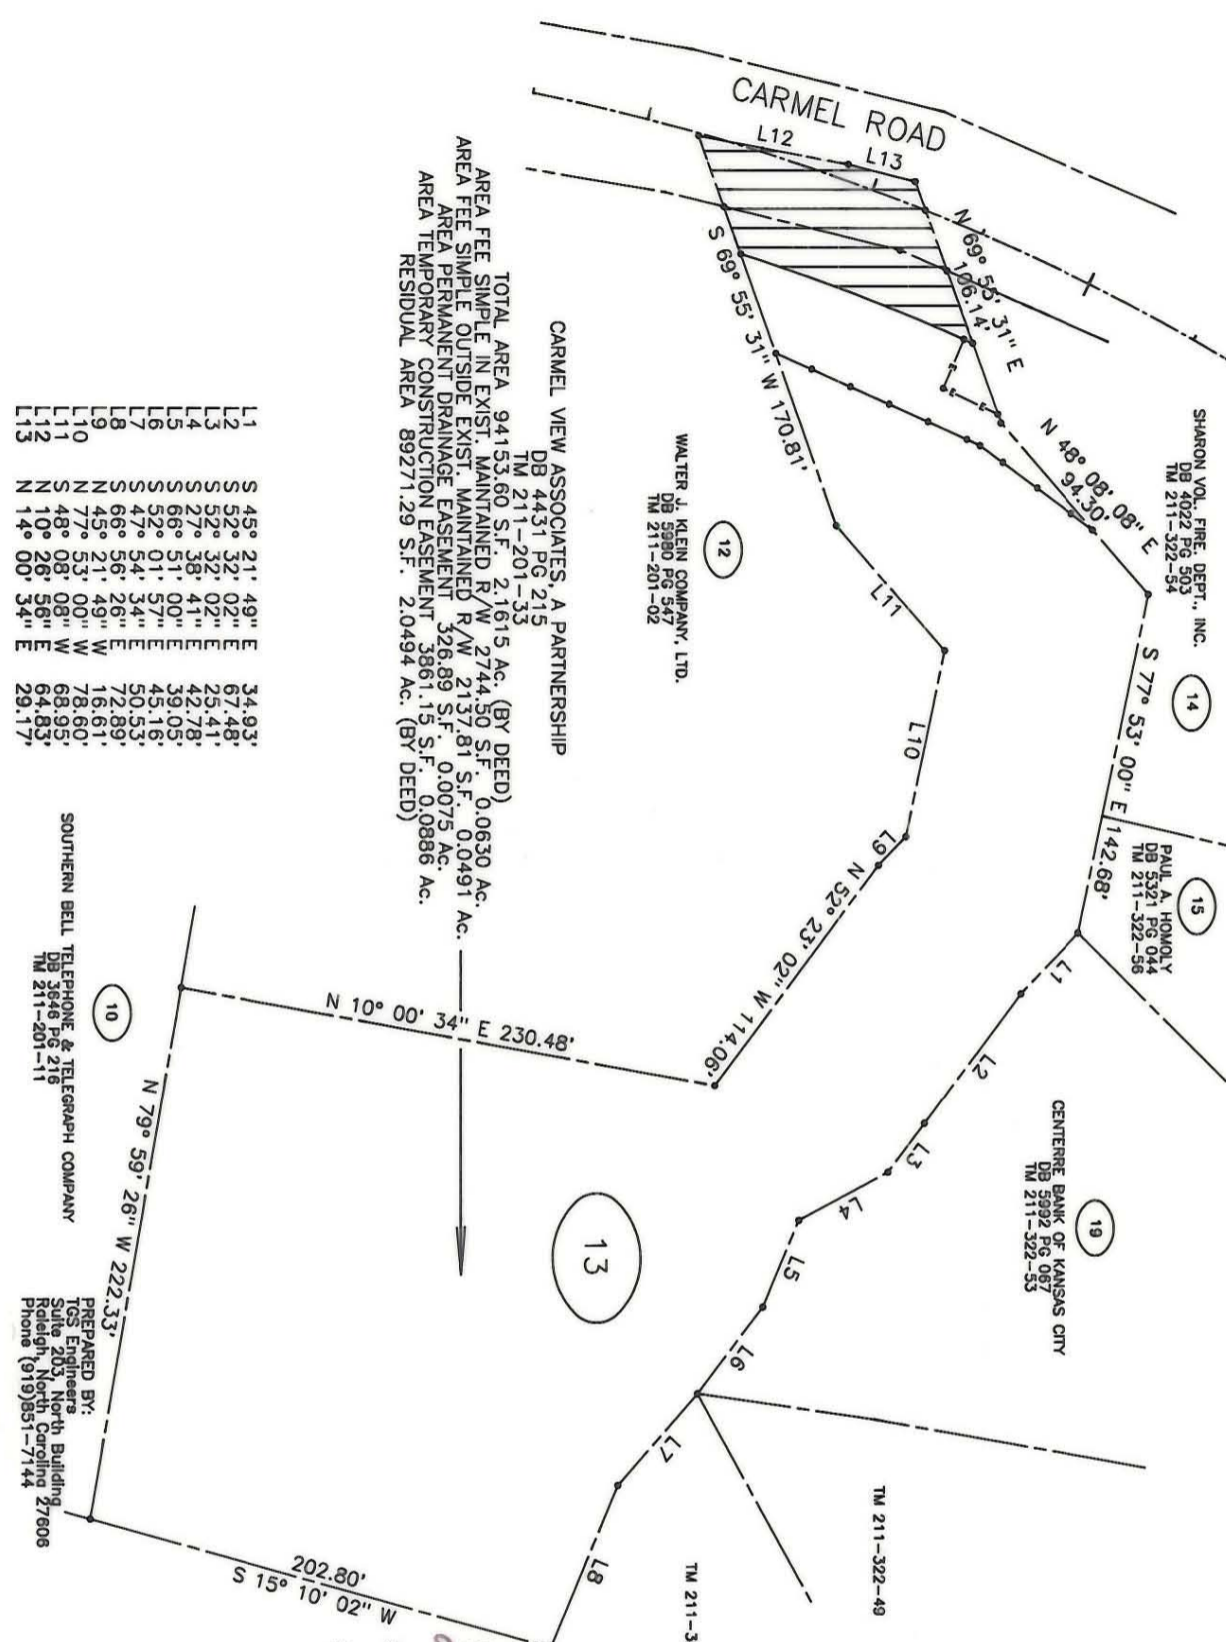 CARMEL ROAD
L12
L13
N 69° 55' 31" E
106.14'
N 48° 08' 08" E
94.30'
SHARON VOL. FIRE. DEPT., INC.
DB 4022 PG 503
TM 211-322-54
14
S 77° 53' 00" E 142.68'
PAUL A. HOMOLY
DB 5321 PG 044
TM 211-322-56
15
S 69° 55' 31" W 170.81'
WALTER J. KLEIN COMPANY, LTD.
DB 5980 PG 547
TM 211-201-02
12
L11
L10
L9
N 52° 23' 02" W 114.06'
L1
L2
L3
L4
L5
L6
L7
L8
CENTERRE BANK OF KANSAS CITY
DB 5992 PG 067
TM 211-322-53
19
CARMEL VIEW ASSOCIATES, A PARTNERSHIP
DB 4431 PG 215
TM 211-201-33
TOTAL AREA 94153.60 S.F. 2.1615 Ac. (BY DEED)
AREA FEE SIMPLE IN EXIST. MAINTAINED R/W 2744.50 S.F. 0.0630 Ac.
AREA FEE SIMPLE OUTSIDE EXIST. MAINTAINED R/W 2137.81 S.F. 0.0491 Ac.
AREA PERMANENT DRAINAGE EASEMENT 326.89 S.F. 0.0075 Ac.
AREA TEMPORARY CONSTRUCTION EASEMENT 3861.15 S.F. 0.0886 Ac.
RESIDUAL AREA 89271.29 S.F. 2.0494 Ac. (BY DEED)
N 10° 00' 34" E 230.48'
13
L1 S 45° 21' 49" E 34.93'
L2 S 52° 32' 02" E 67.48'
L3 S 52° 32' 02" E 25.41'
L4 S 27° 38' 41" E 42.78'
L5 S 66° 51' 00" E 39.05'
L6 S 52° 01' 57" E 45.16'
L7 S 47° 54' 34" E 50.53'
L8 S 66° 56' 26" E 72.89'
L9 N 45° 21' 49" W 16.61'
L10 N 77° 53' 00" W 78.60'
L11 S 48° 08' 08" W 68.95'
L12 N 10° 26' 56" E 64.83'
L13 N 14° 00' 34" E 29.17'
SOUTHERN BELL TELEPHONE & TELEGRAPH COMPANY
DB 3646 PG 216
TM 211-201-11
10
N 79° 59' 26" W 222.33'
PREPARED BY:
TGS Engineers
Suite 203, North Building
Raleigh, North Carolina 27606
Phone (919)851-7144
202.80'
S 15° 10' 02" W
TM 211-322-49
TM 211-3